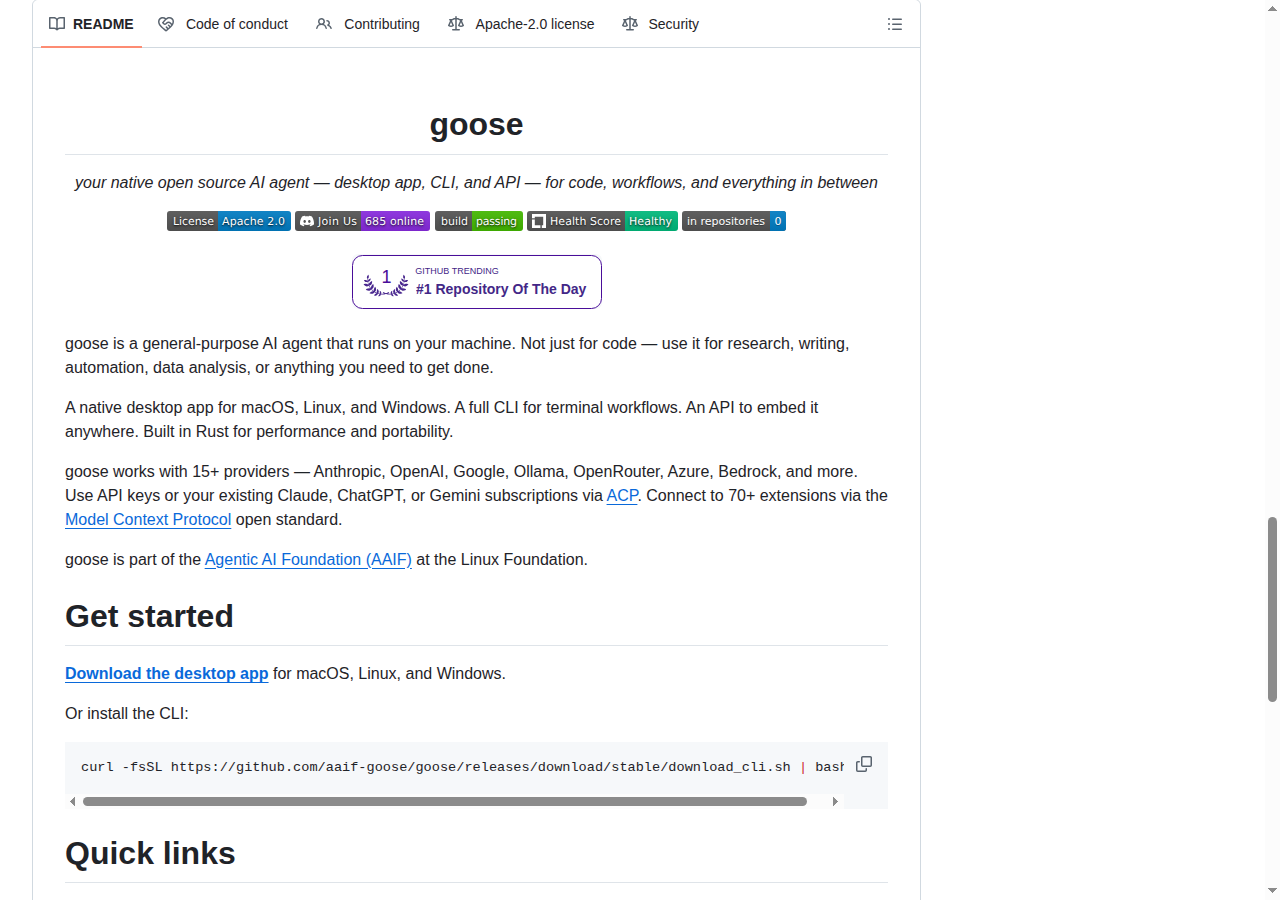 README Code of conduct Contributing Apache-2.0 license Security
goose
your native open source AI agent — desktop app, CLI, and API — for code, workflows, and everything in between
License Apache 2.0 Join Us 685 online build passing Health Score Healthy in repositories 0
1
GITHUB TRENDING
#1 Repository Of The Day
goose is a general-purpose AI agent that runs on your machine. Not just for code — use it for research, writing,
automation, data analysis, or anything you need to get done.
A native desktop app for macOS, Linux, and Windows. A full CLI for terminal workflows. An API to embed it
anywhere. Built in Rust for performance and portability.
goose works with 15+ providers — Anthropic, OpenAI, Google, Ollama, OpenRouter, Azure, Bedrock, and more.
Use API keys or your existing Claude, ChatGPT, or Gemini subscriptions via ACP. Connect to 70+ extensions via the
Model Context Protocol open standard.
goose is part of the Agentic AI Foundation (AAIF) at the Linux Foundation.
Get started
Download the desktop app for macOS, Linux, and Windows.
Or install the CLI:
curl -fsSL https://github.com/aaif-goose/goose/releases/download/stable/download_cli.sh | bash
Quick links